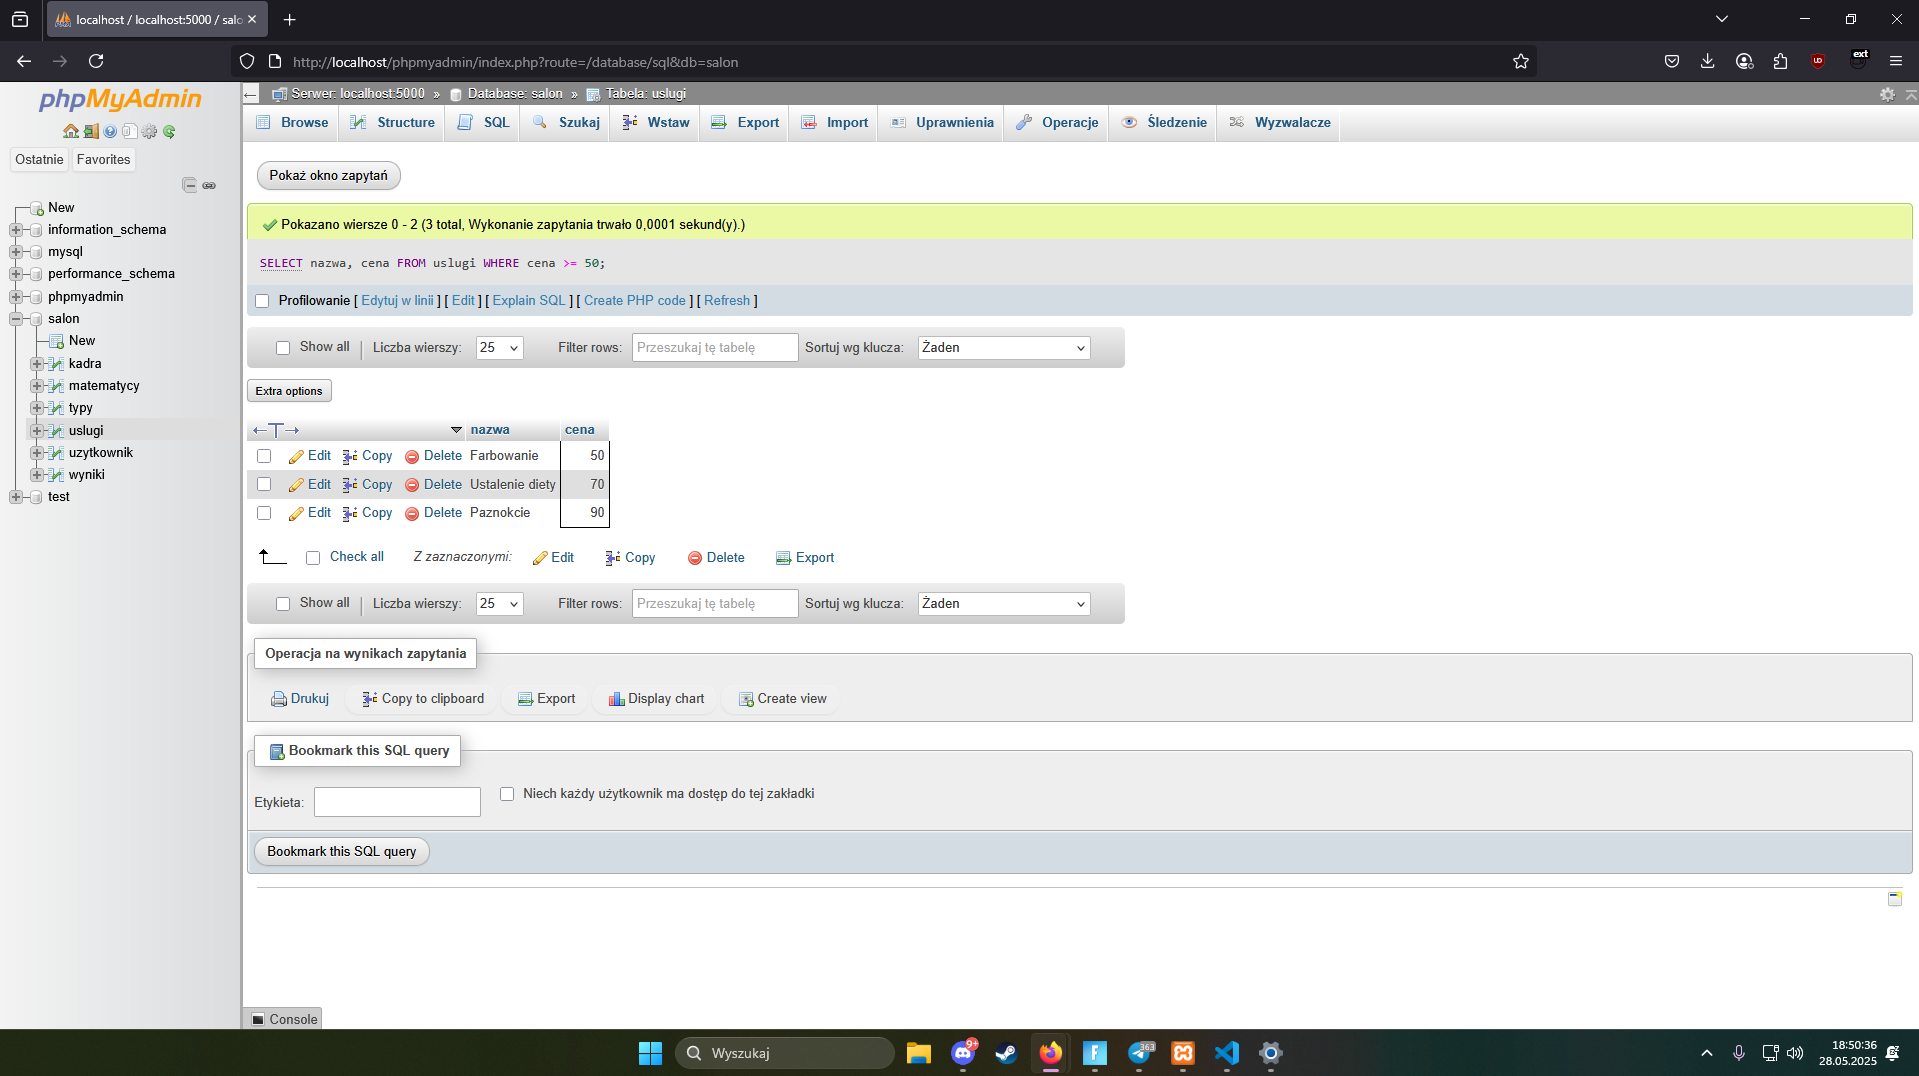 localhost / localhost:5000 / salo
http://localhost/phpmyadmin/index.php?route=/database/sql&db=salon
UD
ext
phpMyAdmin
Ostatnie Favorites
New
information_schema
mysql
performance_schema
phpmyadmin
salon
New
kadra
matematycy
typy
uslugi
uzytkownik
wyniki
test
Serwer: localhost:5000 » Database: salon » Tabela: uslugi
Browse Structure SQL Szukaj Wstaw Export Import Uprawnienia Operacje Śledzenie Wyzwalacze
Pokaż okno zapytań
Pokazano wiersze 0 - 2 (3 total, Wykonanie zapytania trwało 0,0001 sekund(y).)
SELECT nazwa, cena FROM uslugi WHERE cena >= 50;
Profilowanie [ Edytuj w linii ] [ Edit ] [ Explain SQL ] [ Create PHP code ] [ Refresh ]
Show all | Liczba wierszy: 25 Filter rows: Przeszukaj tę tabelę Sortuj wg klucza: Żaden
Extra options
←T→ nazwa cena
Edit Copy Delete Farbowanie 50
Edit Copy Delete Ustalenie diety 70
Edit Copy Delete Paznokcie 90
Check all Z zaznaczonymi: Edit Copy Delete Export
Show all | Liczba wierszy: 25 Filter rows: Przeszukaj tę tabelę Sortuj wg klucza: Żaden
Operacja na wynikach zapytania
Drukuj Copy to clipboard Export Display chart Create view
Bookmark this SQL query
Etykieta: Niech każdy użytkownik ma dostęp do tej zakładki
Bookmark this SQL query
Console
Wyszukaj
9+
F
363
18:50:36
28.05.2025